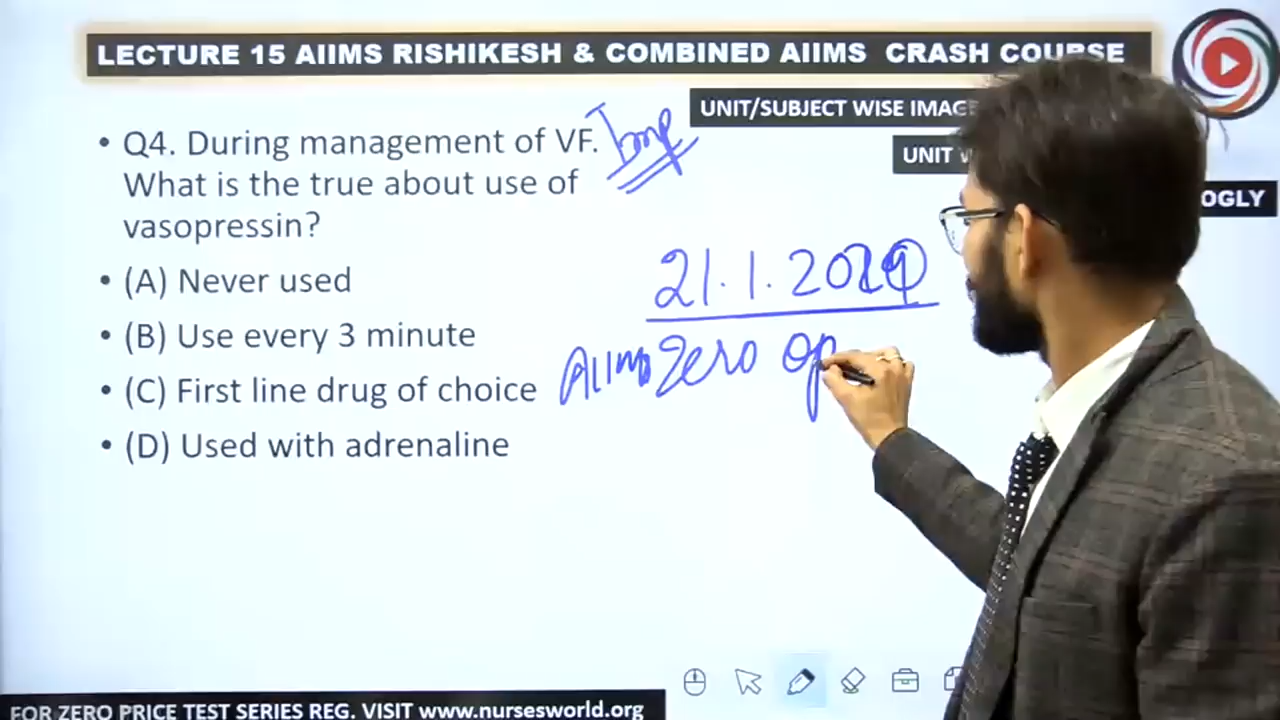 LECTURE 15 AIIMS RISHIKESH & COMBINED AIIMS CRASH COURSE
UNIT/SUBJECT WISE IMAGE
UNIT W
OGLY
• Q4. During management of VF.
What is the true about use of
vasopressin?
Imp
• (A) Never used
• (B) Use every 3 minute
• (C) First line drug of choice
• (D) Used with adrenaline
21.1.20
AIIMS Zero op
FOR ZERO PRICE TEST SERIES REG. VISIT www.nursesworld.org